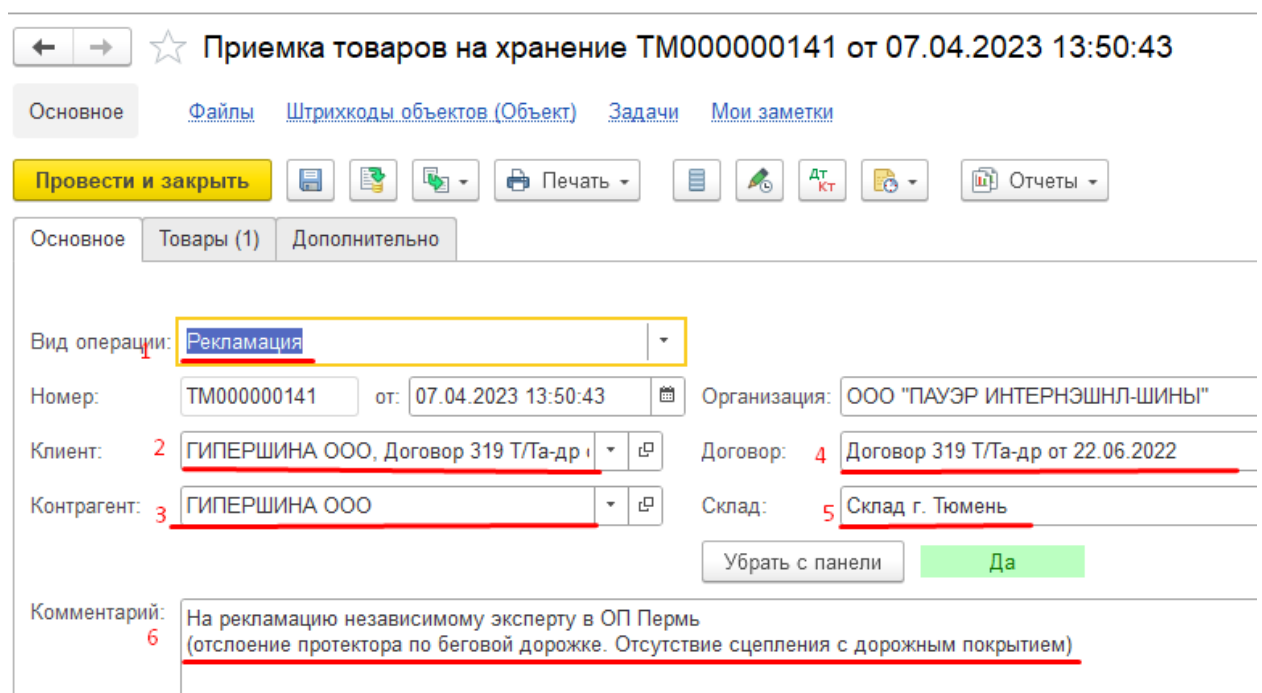 Приемка товаров на хранение ТМ000000141 от 07.04.2023 13:50:43
Основное Файлы Штрихкоды объектов (Объект) Задачи Мои заметки
Провести и закрыть Печать Дт Кт Отчеты
Основное Товары (1) Дополнительно
Вид операции: 1 Рекламация
Номер: ТМ000000141 от: 07.04.2023 13:50:43 Организация: ООО "ПАУЭР ИНТЕРНЭШНЛ-ШИНЫ"
Клиент: 2 ГИПЕРШИНА ООО, Договор 319 Т/Та-др Договор: 4 Договор 319 Т/Та-др от 22.06.2022
Контрагент: 3 ГИПЕРШИНА ООО Склад: 5 Склад г. Тюмень
Убрать с панели Да
Комментарий: 6 На рекламацию независимому эксперту в ОП Пермь
(отслоение протектора по беговой дорожке. Отсутствие сцепления с дорожным покрытием)